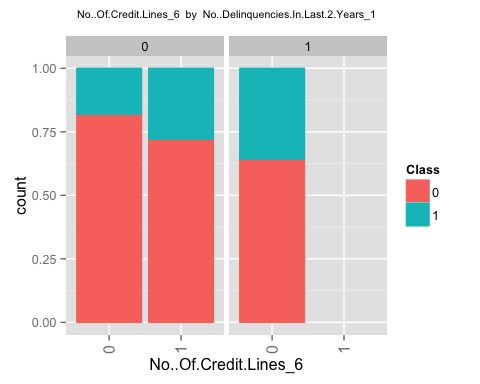 No..Of.Credit.Lines_6 by No..Delinquencies.In.Last.2.Years_1
0 1
1.00
0.75
0.50
0.25
0.00
count
0 1 0 1
No..Of.Credit.Lines_6
Class
0
1